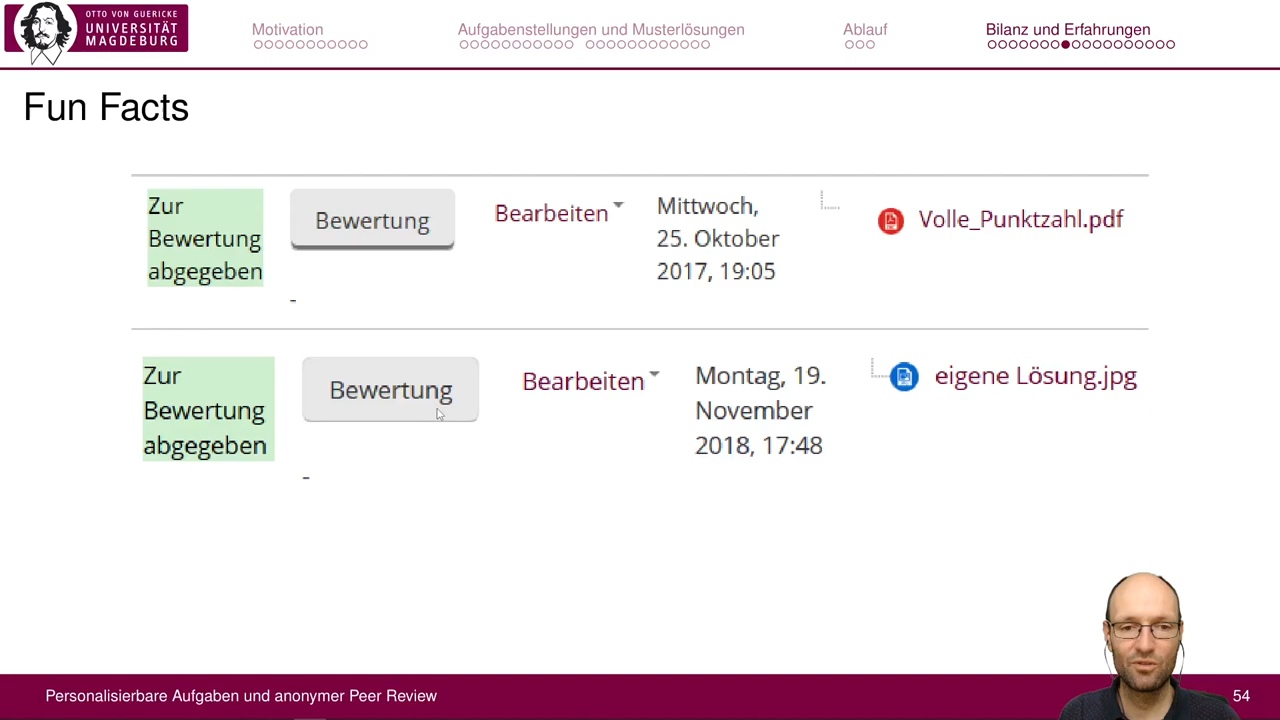 OTTO VON GUERICKE
UNIVERSITÄT
MAGDEBURG
Motivation
Aufgabenstellungen und Musterlösungen
Ablauf
Bilanz und Erfahrungen
Fun Facts
Zur
Bewertung
abgegeben
Bewertung
-
Bearbeiten
Mittwoch,
25. Oktober
2017, 19:05
Volle_Punktzahl.pdf
Zur
Bewertung
abgegeben
Bewertung
-
Bearbeiten
Montag, 19.
November
2018, 17:48
eigene Lösung.jpg
Personalisierbare Aufgaben und anonymer Peer Review
54